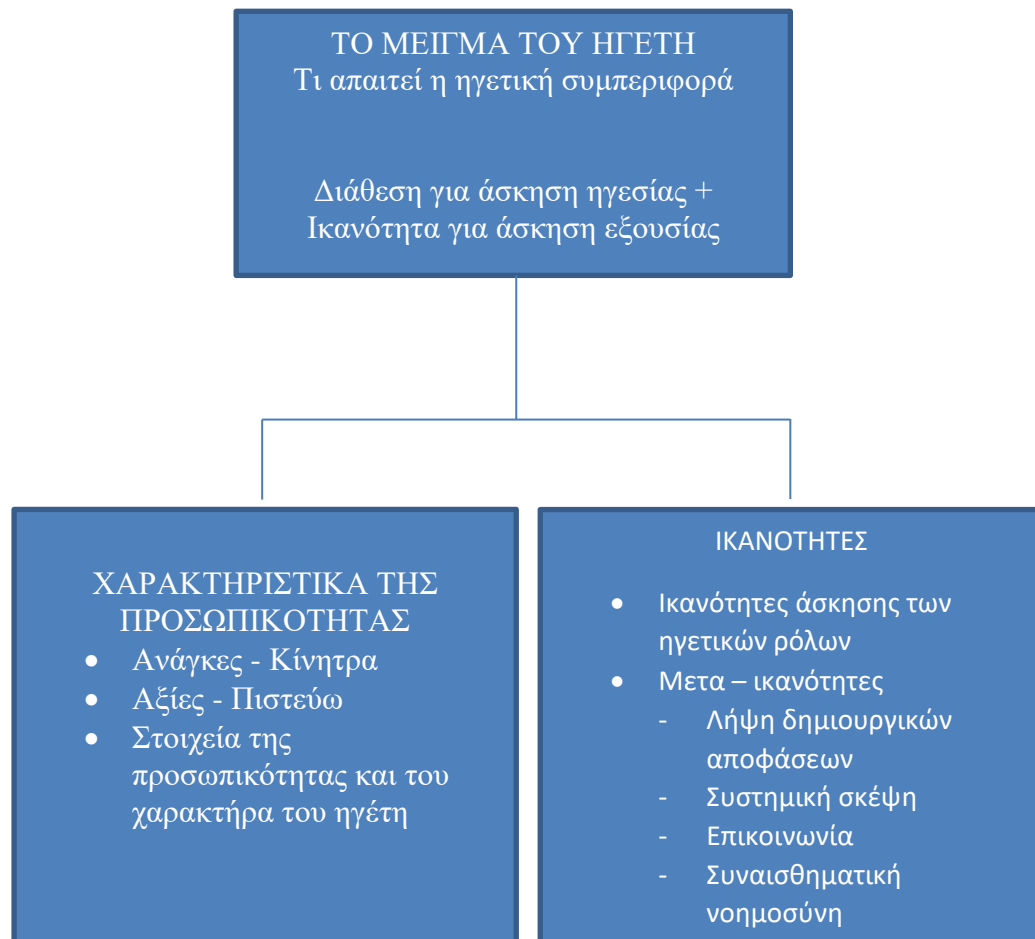 ΤΟ ΜΕΙΓΜΑ ΤΟΥ ΗΓΕΤΗ
Τι απαιτεί η ηγετική συμπεριφορά
Διάθεση για άσκηση ηγεσίας +
Ικανότητα για άσκηση εξουσίας
ΧΑΡΑΚΤΗΡΙΣΤΙΚΑ ΤΗΣ
ΠΡΟΣΩΠΙΚΟΤΗΤΑΣ
• Ανάγκες - Κίνητρα
• Αξίες - Πιστεύω
• Στοιχεία της
προσωπικότητας και του
χαρακτήρα του ηγέτη
ΙΚΑΝΟΤΗΤΕΣ
• Ικανότητες άσκησης των
ηγετικών ρόλων
• Μετα – ικανότητες
- Λήψη δημιουργικών
αποφάσεων
- Συστημική σκέψη
- Επικοινωνία
- Συναισθηματική
νοημοσύνη